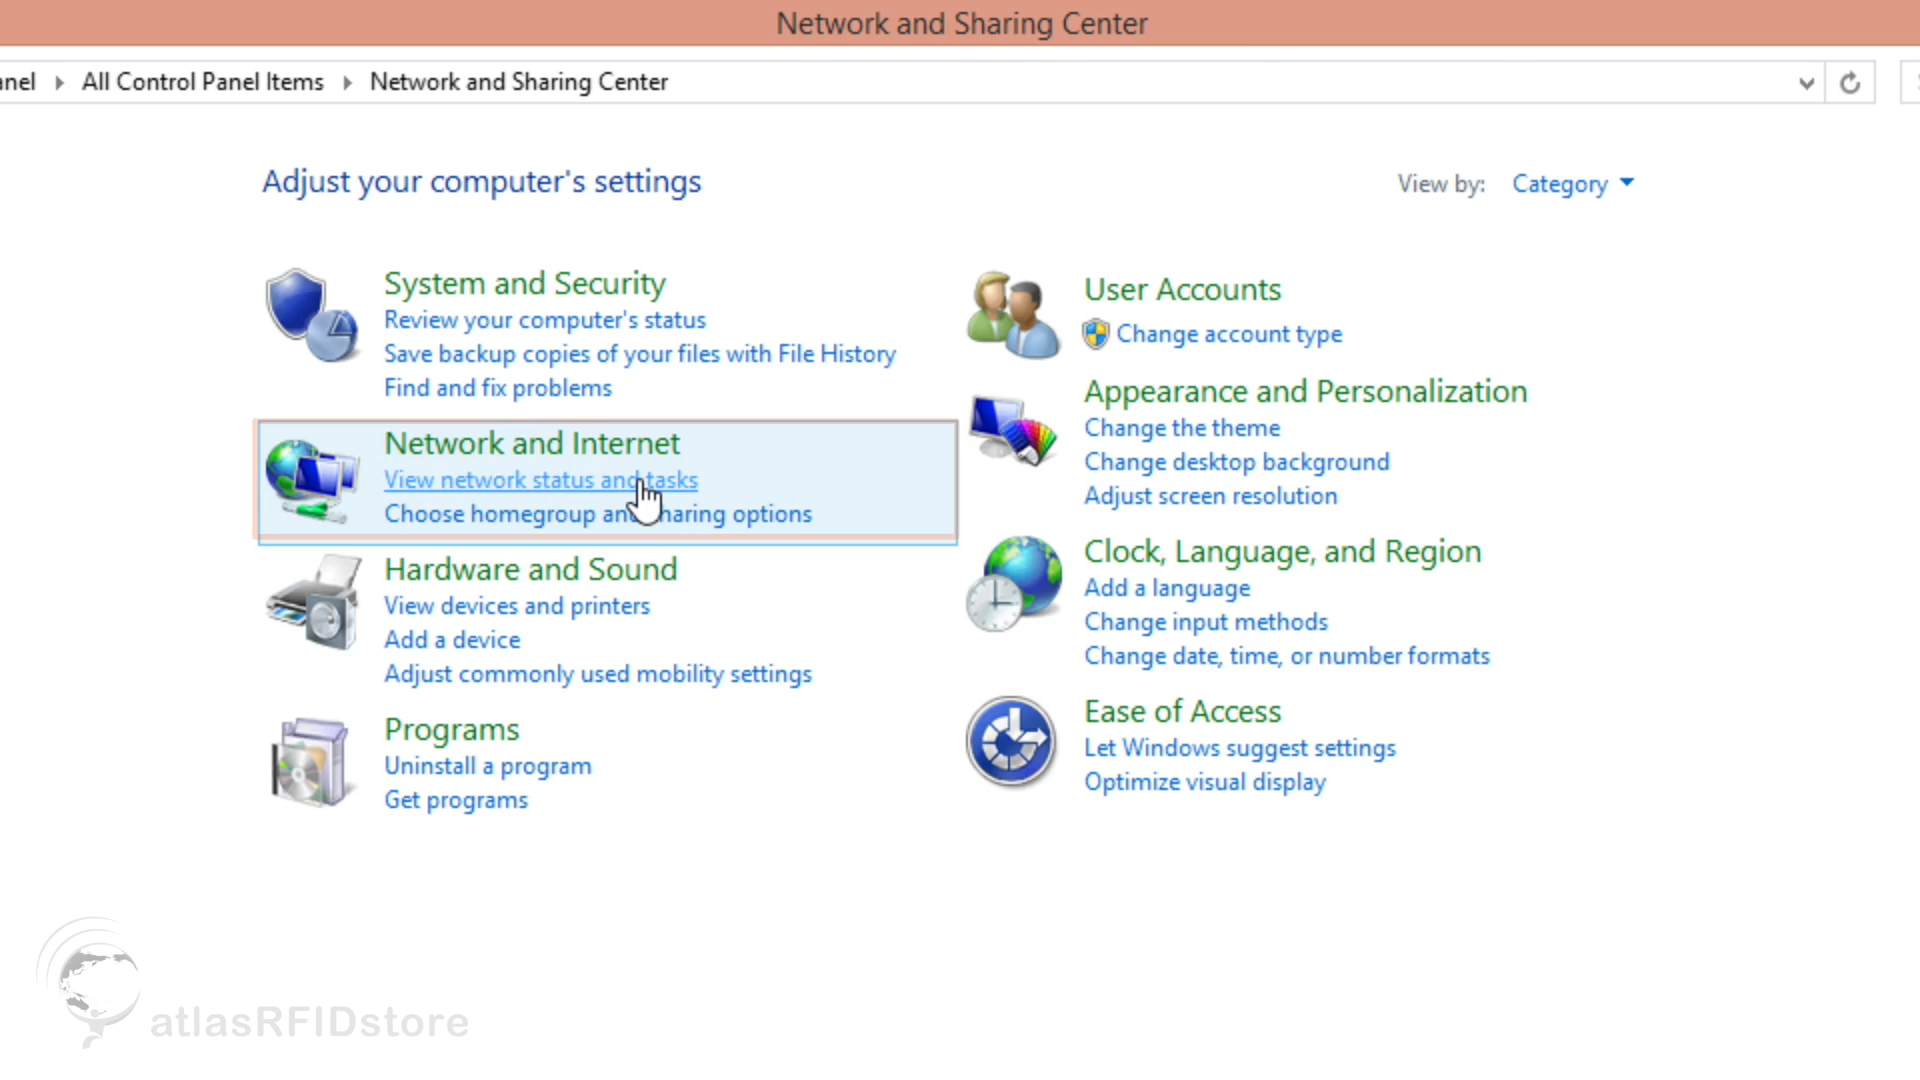 Network and Sharing Center
anel ▸ All Control Panel Items ▸ Network and Sharing Center
Adjust your computer's settings
View by: Category
System and Security
Review your computer's status
Save backup copies of your files with File History
Find and fix problems
Network and Internet
View network status and tasks
Choose homegroup and sharing options
Hardware and Sound
View devices and printers
Add a device
Adjust commonly used mobility settings
Programs
Uninstall a program
Get programs
User Accounts
Change account type
Appearance and Personalization
Change the theme
Change desktop background
Adjust screen resolution
Clock, Language, and Region
Add a language
Change input methods
Change date, time, or number formats
Ease of Access
Let Windows suggest settings
Optimize visual display
atlasRFIDstore